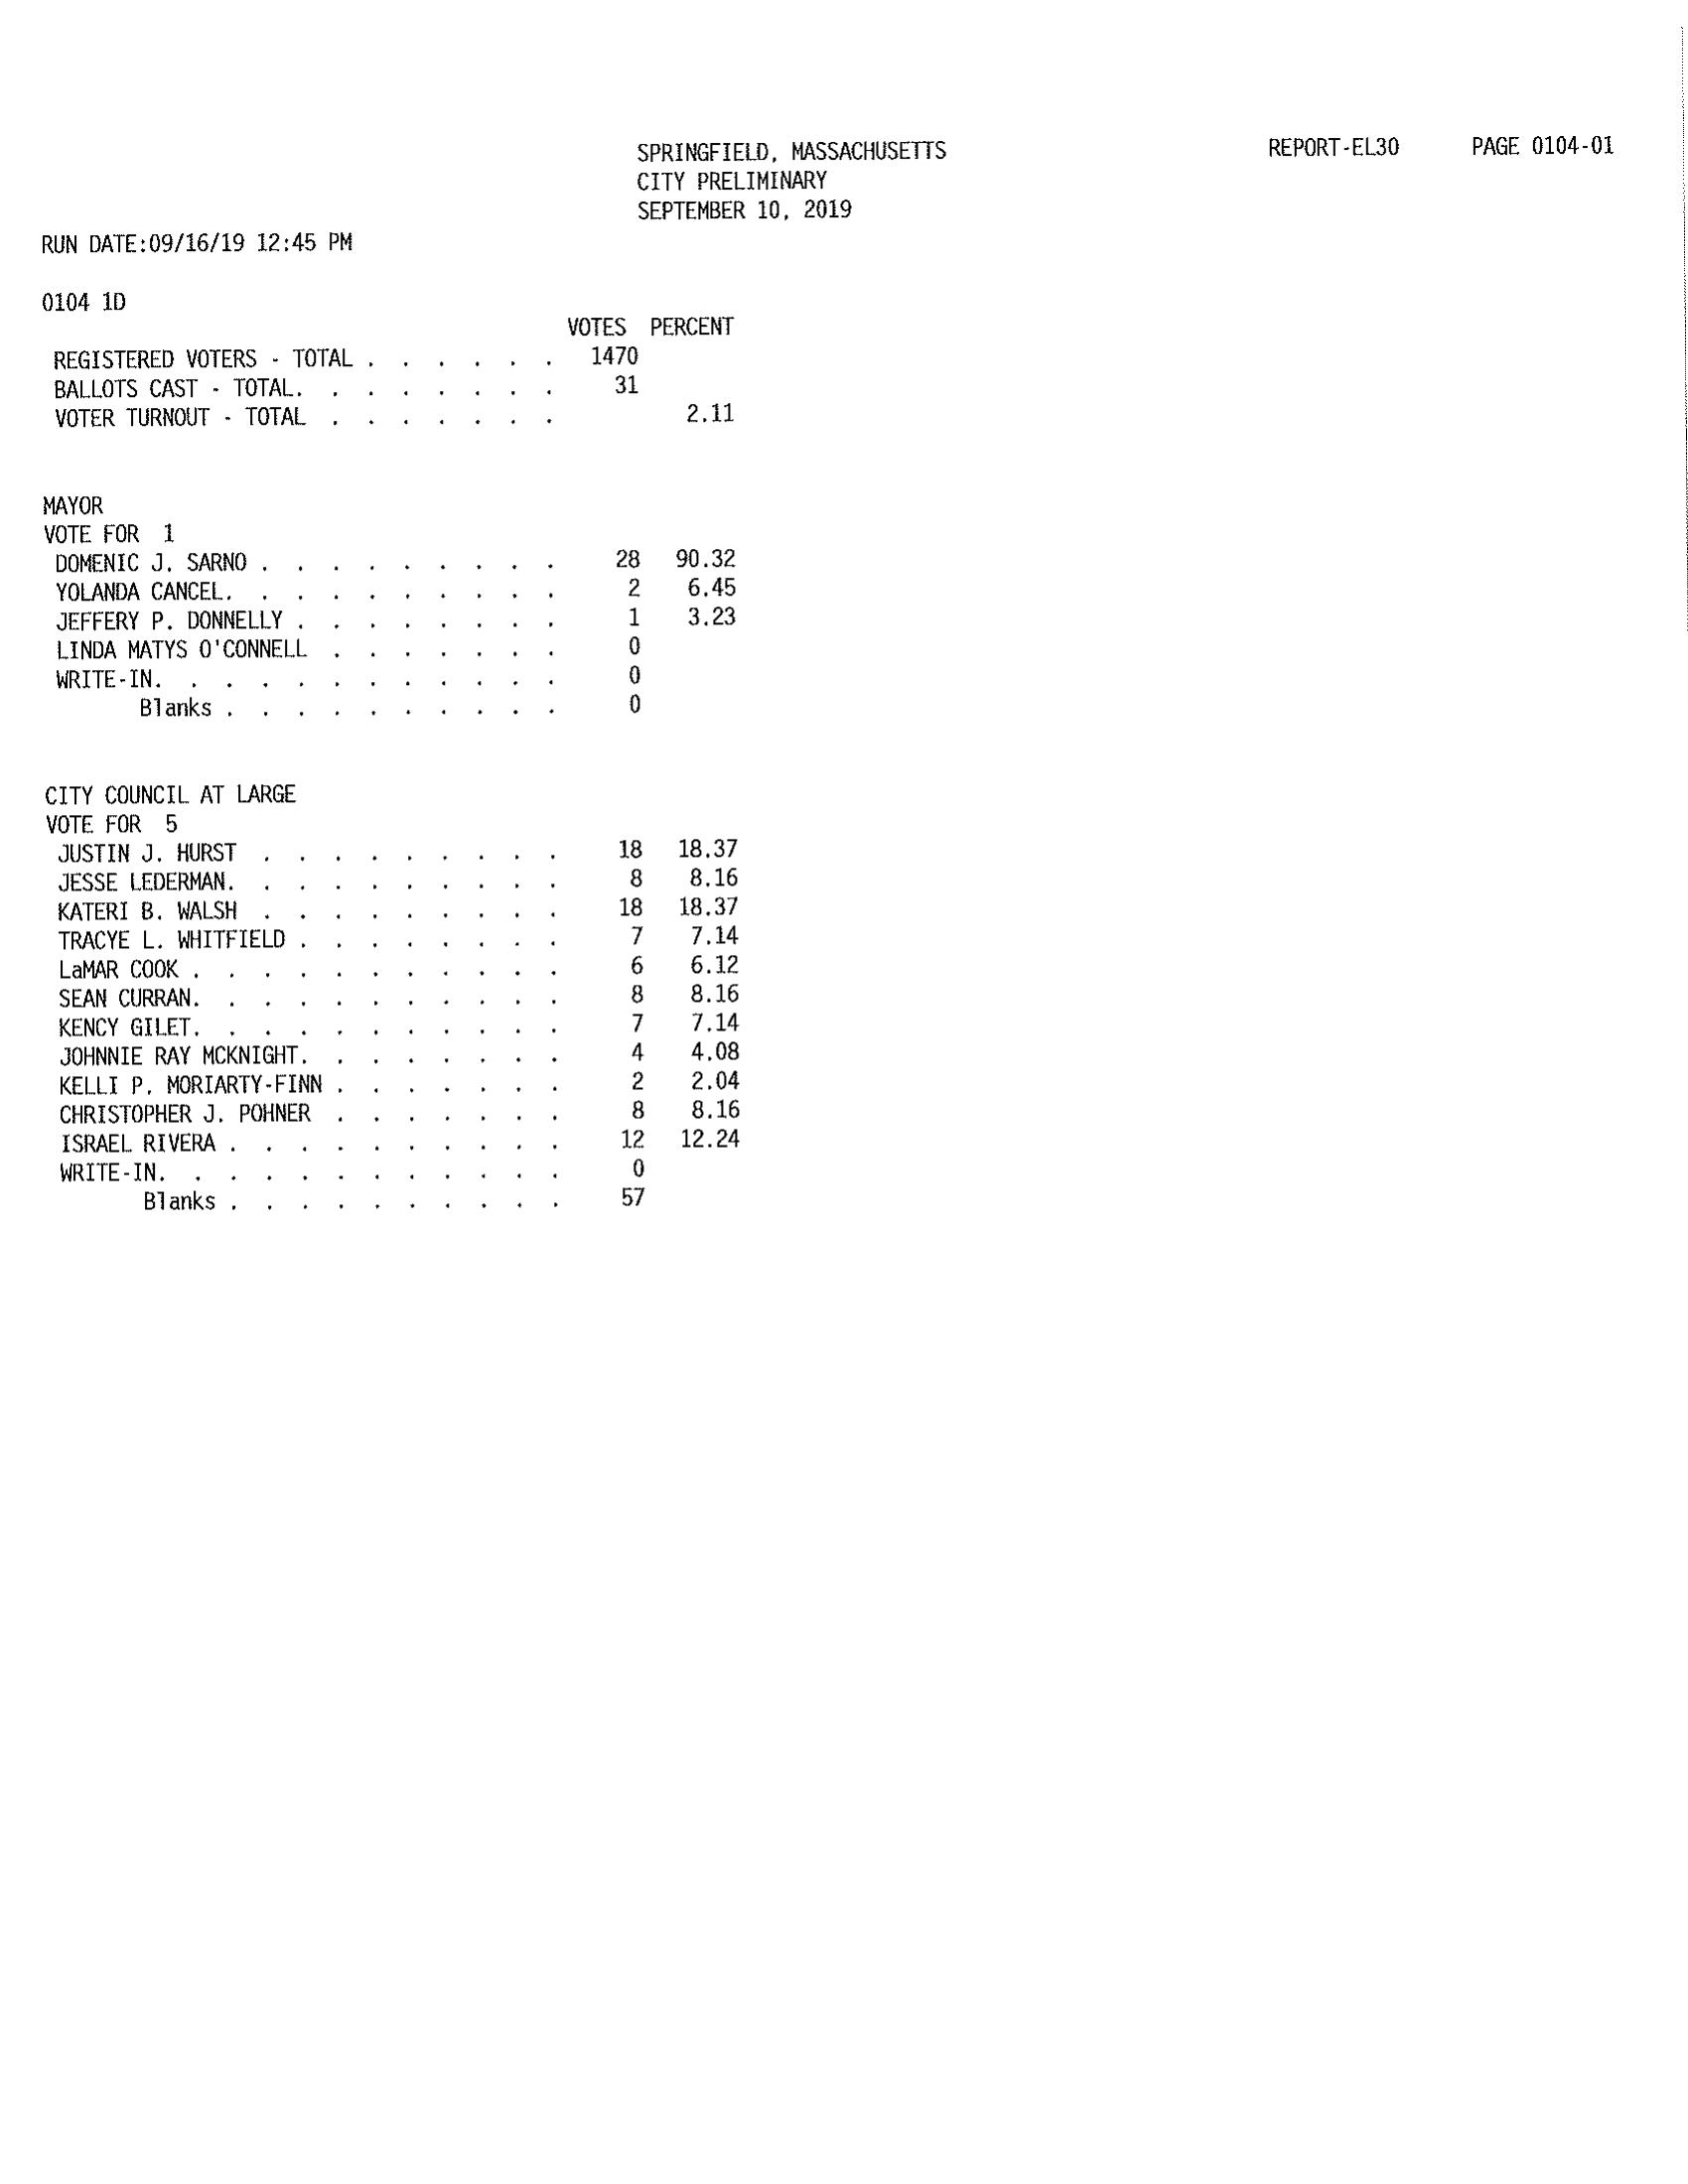 SPRINGFIELD, MASSACHUSETTS REPORT-EL30 PAGE 0104-01
CITY PRELIMINARY
SEPTEMBER 10, 2019
RUN DATE:09/16/19 12:45 PM
0104 1D
VOTES PERCENT
REGISTERED VOTERS - TOTAL . . . . . . 1470
BALLOTS CAST - TOTAL. . . . . . . . 31
VOTER TURNOUT - TOTAL . . . . . . . 2.11
MAYOR
VOTE FOR 1
DOMENIC J. SARNO . . . . . . . . . 28 90.32
YOLANDA CANCEL. . . . . . . . . . 2 6.45
JEFFERY P. DONNELLY . . . . . . . . 1 3.23
LINDA MATYS O'CONNELL . . . . . . . 0
WRITE-IN. . . . . . . . . . . . 0
Blanks . . . . . . . . . . 0
CITY COUNCIL AT LARGE
VOTE FOR 5
JUSTIN J. HURST . . . . . . . . . 18 18.37
JESSE LEDERMAN. . . . . . . . . . 8 8.16
KATERI B. WALSH . . . . . . . . . 18 18.37
TRACYE L. WHITFIELD . . . . . . . . 7 7.14
LaMAR COOK . . . . . . . . . . . 6 6.12
SEAN CURRAN. . . . . . . . . . . 8 8.16
KENCY GILET. . . . . . . . . . . 7 7.14
JOHNNIE RAY MCKNIGHT. . . . . . . . 4 4.08
KELLI P. MORIARTY-FINN . . . . . . . 2 2.04
CHRISTOPHER J. POHNER . . . . . . . 8 8.16
ISRAEL RIVERA . . . . . . . . . . 12 12.24
WRITE-IN. . . . . . . . . . . . 0
Blanks . . . . . . . . . . 57